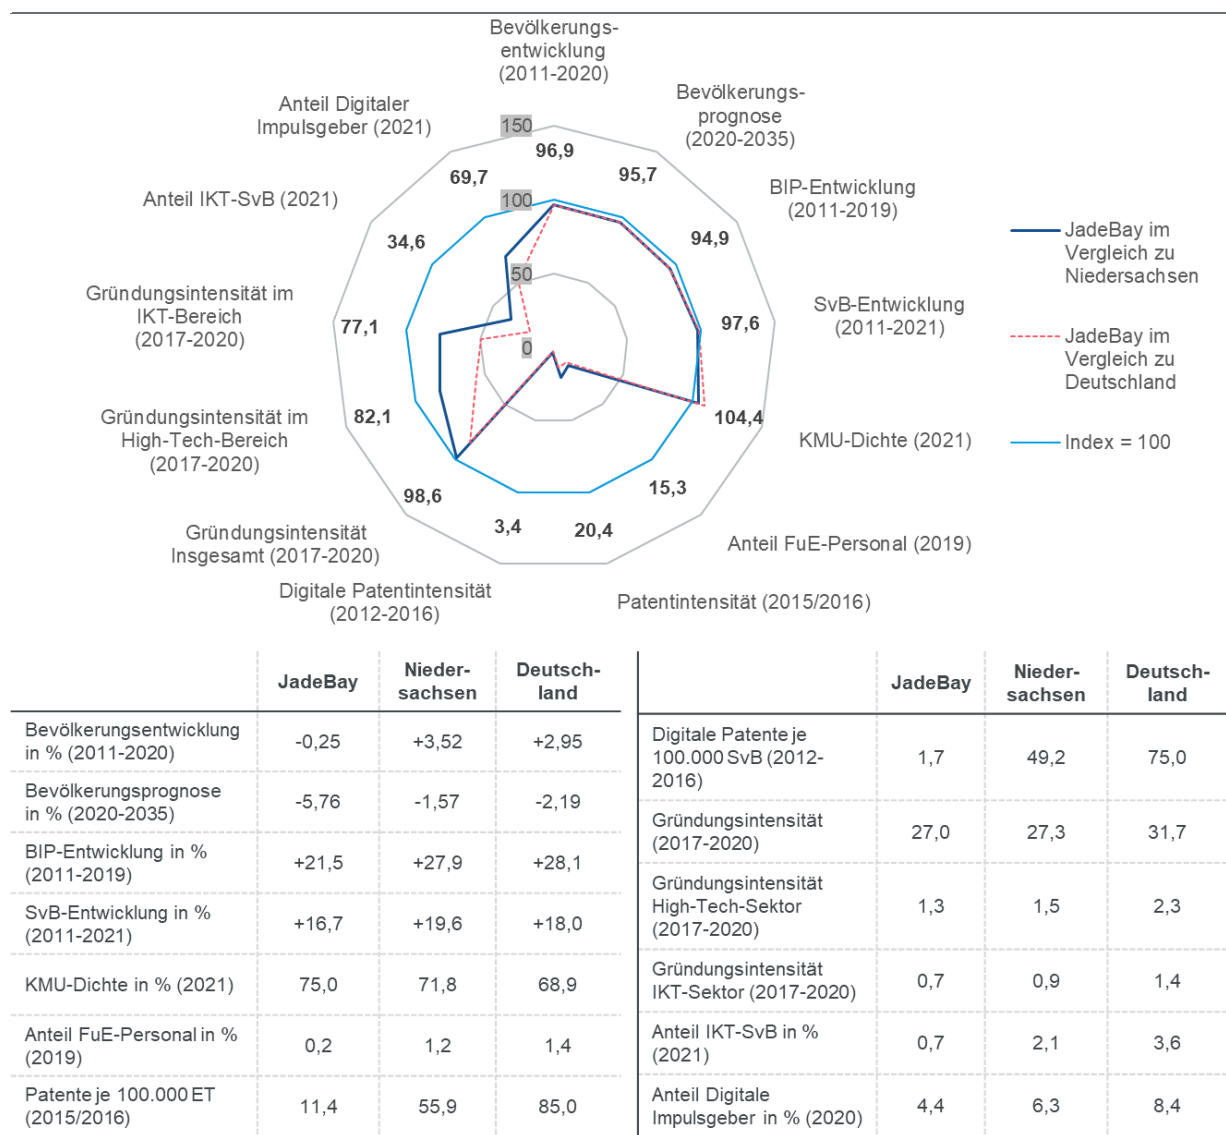 Bevölkerungs-
entwicklung
(2011-2020)
Bevölkerungs-
prognose
(2020-2035)
BIP-Entwicklung
(2011-2019)
SvB-Entwicklung
(2011-2021)
KMU-Dichte (2021)
Anteil FuE-Personal (2019)
Patentintensität (2015/2016)
Digitale Patentintensität
(2012-2016)
Gründungsintensität
Insgesamt (2017-2020)
Gründungsintensität im
High-Tech-Bereich
(2017-2020)
Gründungsintensität im
IKT-Bereich
(2017-2020)
Anteil IKT-SvB (2021)
Anteil Digitaler
Impulsgeber (2021)
150
100
50
0
96,9
95,7
94,9
97,6
104,4
15,3
20,4
3,4
98,6
82,1
77,1
34,6
69,7
JadeBay im
Vergleich zu
Niedersachsen
JadeBay im
Vergleich zu
Deutschland
Index = 100
JadeBay
Nieder-
sachsen
Deutsch-
land
Bevölkerungsentwicklung
in % (2011-2020)
-0,25
+3,52
+2,95
Bevölkerungsprognose
in % (2020-2035)
-5,76
-1,57
-2,19
BIP-Entwicklung in %
(2011-2019)
+21,5
+27,9
+28,1
SvB-Entwicklung in %
(2011-2021)
+16,7
+19,6
+18,0
KMU-Dichte in % (2021)
75,0
71,8
68,9
Anteil FuE-Personal in %
(2019)
0,2
1,2
1,4
Patente je 100.000 ET
(2015/2016)
11,4
55,9
85,0
JadeBay
Nieder-
sachsen
Deutsch-
land
Digitale Patente je
100.000 SvB (2012-
2016)
1,7
49,2
75,0
Gründungsintensität
(2017-2020)
27,0
27,3
31,7
Gründungsintensität
High-Tech-Sektor
(2017-2020)
1,3
1,5
2,3
Gründungsintensität
IKT-Sektor (2017-2020)
0,7
0,9
1,4
Anteil IKT-SvB in %
(2021)
0,7
2,1
3,6
Anteil Digitale
Impulsgeber in % (2020)
4,4
6,3
8,4